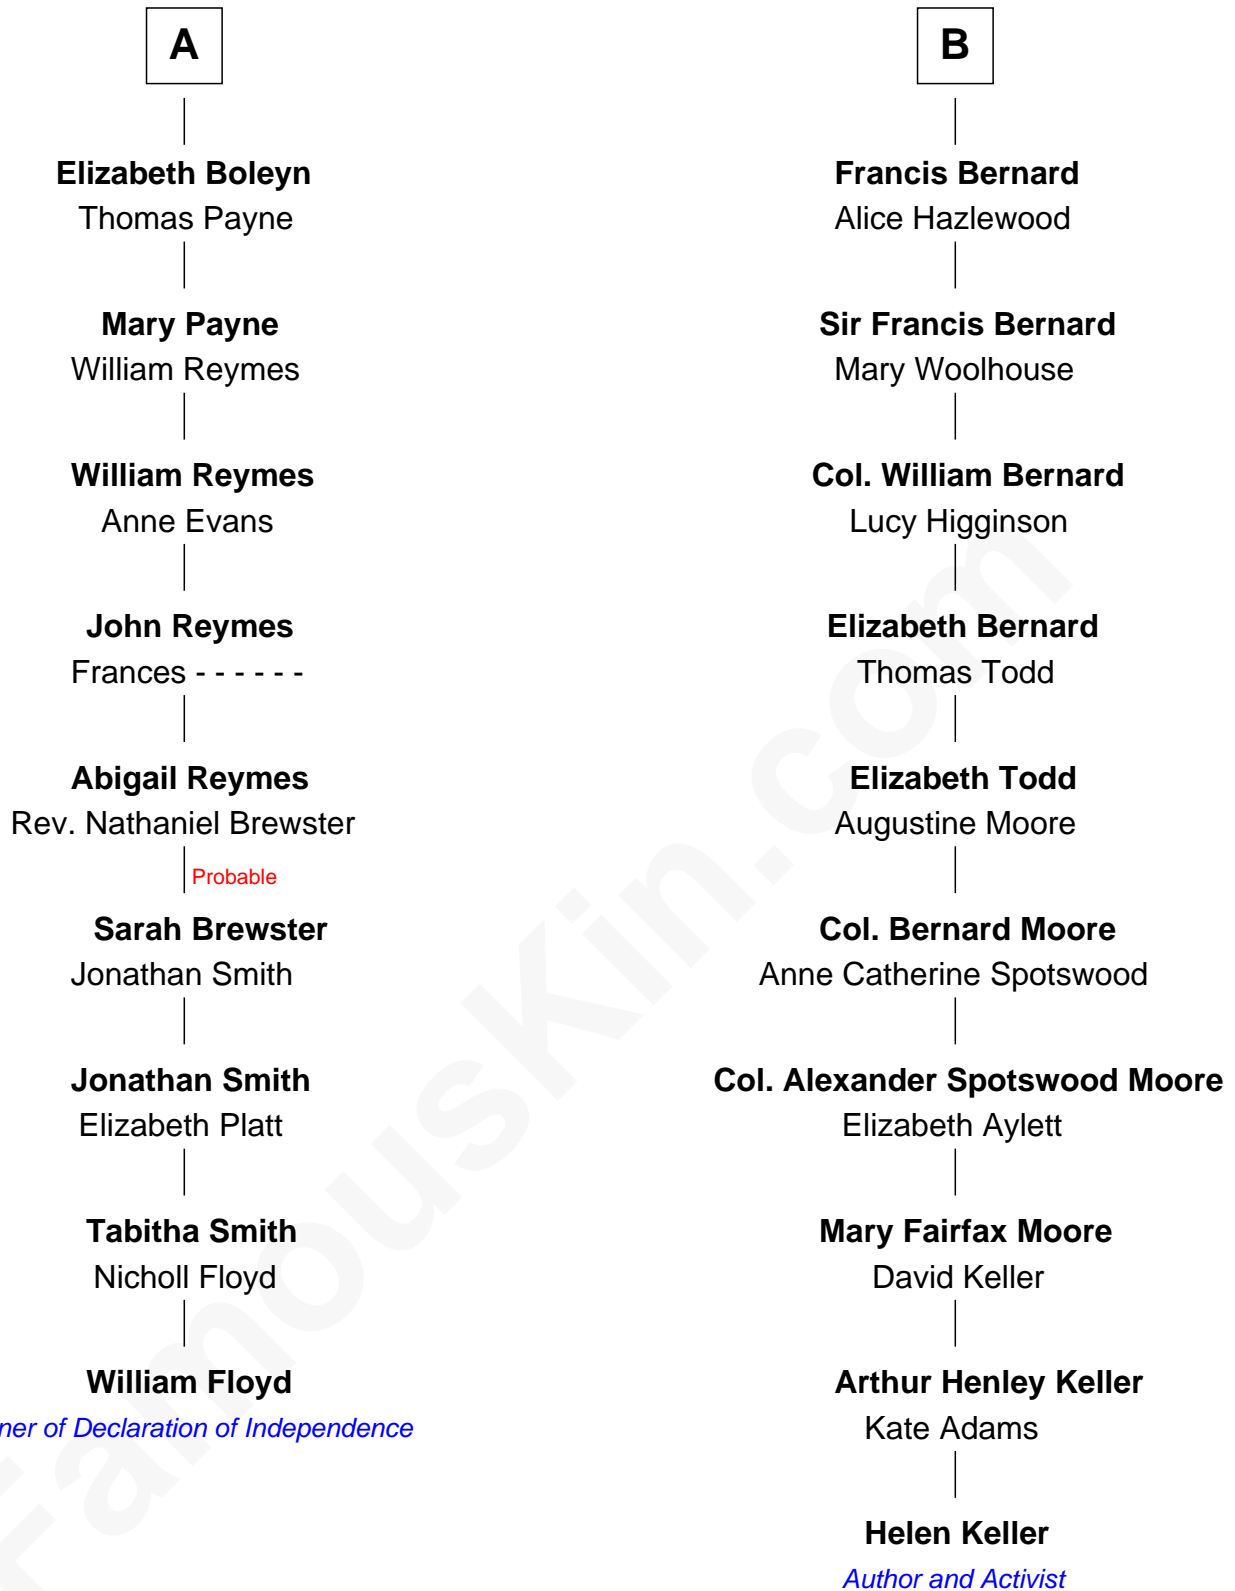 A
Elizabeth Boleyn
Thomas Payne
Mary Payne
William Reymes
William Reymes
Anne Evans
John Reymes
Frances - - - - - -
Abigail Reymes
Rev. Nathaniel Brewster
Probable
Sarah Brewster
Jonathan Smith
Jonathan Smith
Elizabeth Platt
Tabitha Smith
Nicholl Floyd
William Floyd
ner of Declaration of Independence
B
Francis Bernard
Alice Hazlewood
Sir Francis Bernard
Mary Woolhouse
Col. William Bernard
Lucy Higginson
Elizabeth Bernard
Thomas Todd
Elizabeth Todd
Augustine Moore
Col. Bernard Moore
Anne Catherine Spotswood
Col. Alexander Spotswood Moore
Elizabeth Aylett
Mary Fairfax Moore
David Keller
Arthur Henley Keller
Kate Adams
Helen Keller
Author and Activist
FamousKin.com